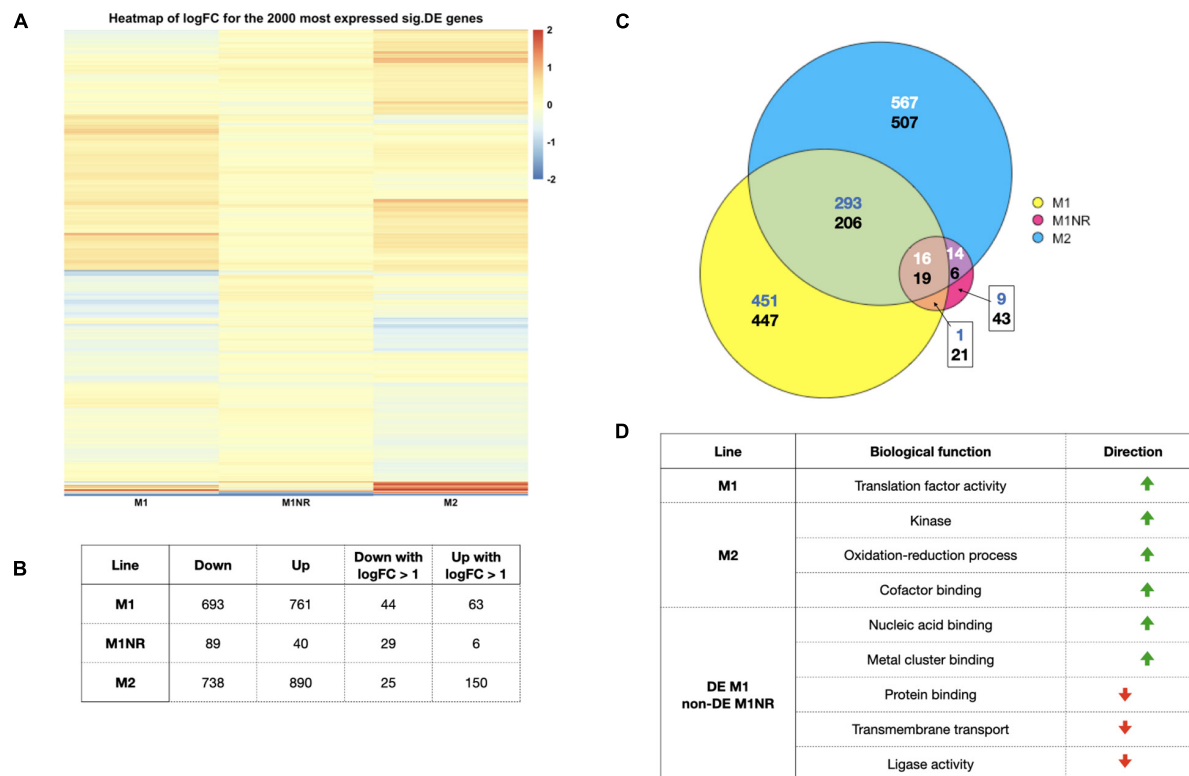 A
Heatmap of logFC for the 2000 most expressed sig.DE genes
2
1
0
-1
-2
M1
M1NR
M2
B
Line
Down
Up
Down with
logFC > 1
Up with
logFC > 1
M1
693
761
44
63
M1NR
89
40
29
6
M2
738
890
25
150
C
567
507
293
206
16
19
14
6
451
447
9
43
1
21
M1
M1NR
M2
D
Line
Biological function
Direction
M1
Translation factor activity
M2
Kinase
Oxidation-reduction process
Cofactor binding
DE M1
non-DE M1NR
Nucleic acid binding
Metal cluster binding
Protein binding
Transmembrane transport
Ligase activity